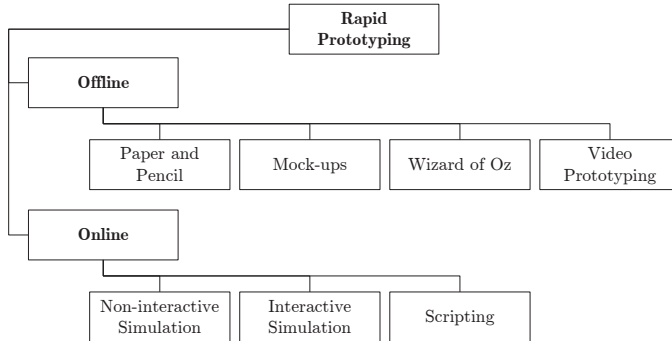 Rapid
Prototyping
Offline
Paper and
Pencil
Mock-ups
Wizard of Oz
Video
Prototyping
Online
Non-interactive
Simulation
Interactive
Simulation
Scripting